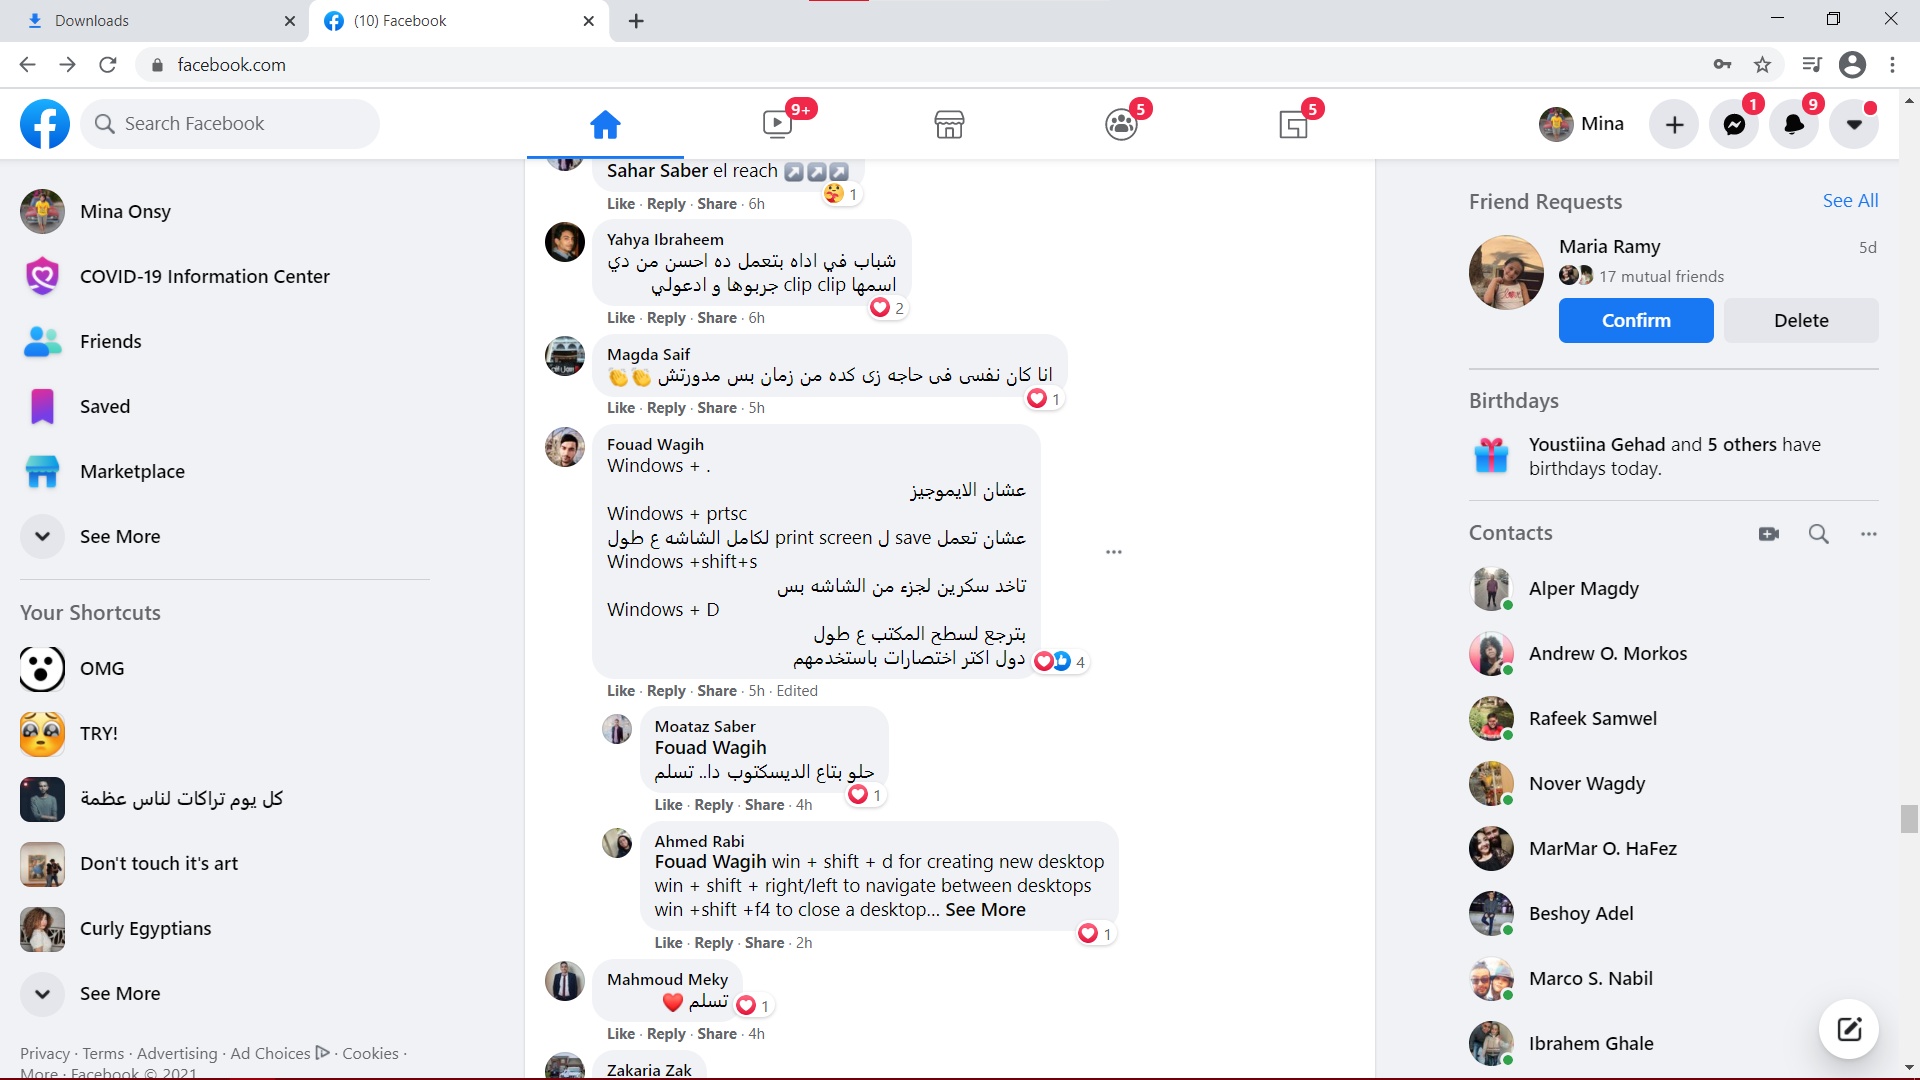 Downloads
(10) Facebook
facebook.com
Search Facebook
9+
5
5
Mina
1
9
Mina Onsy
COVID-19 Information Center
Friends
Saved
Marketplace
See More
Your Shortcuts
OMG
TRY!
كل يوم تراكات لناس عظمة
Don't touch it's art
Curly Egyptians
See More
Privacy · Terms · Advertising · Ad Choices · Cookies ·
More · Facebook © 2021
Sahar Saber el reach ↗️↗️↗️
1
Like · Reply · Share · 6h
Yahya Ibraheem
شباب في اداه بتعمل ده احسن من دي
اسمها clip clip جربوها و ادعولي
2
Like · Reply · Share · 6h
Magda Saif
انا كان نفسى فى حاجه زى كده من زمان بس مدورتش 👏👏
1
Like · Reply · Share · 5h
Fouad Wagih
Windows + .
عشان الايموجيز
Windows + prtsc
عشان تعمل save ل print screen لكامل الشاشه ع طول
Windows +shift+s
تاخد سكرين لجزء من الشاشه بس
Windows + D
بترجع لسطح المكتب ع طول
دول اكتر اختصارات باستخدمهم
4
Like · Reply · Share · 5h · Edited
Moataz Saber
Fouad Wagih
حلو بتاع الديسكتوب دا.. تسلم
1
Like · Reply · Share · 4h
Ahmed Rabi
Fouad Wagih win + shift + d for creating new desktop
win + shift + right/left to navigate between desktops
win +shift +f4 to close a desktop... See More
1
Like · Reply · Share · 2h
Mahmoud Meky
تسلم ❤️
1
Like · Reply · Share · 4h
Zakaria Zak
Friend Requests
See All
Maria Ramy
5d
17 mutual friends
Confirm
Delete
Birthdays
Youstiina Gehad and 5 others have
birthdays today.
Contacts
Alper Magdy
Andrew O. Morkos
Rafeek Samwel
Nover Wagdy
MarMar O. HaFez
Beshoy Adel
Marco S. Nabil
Ibrahem Ghale